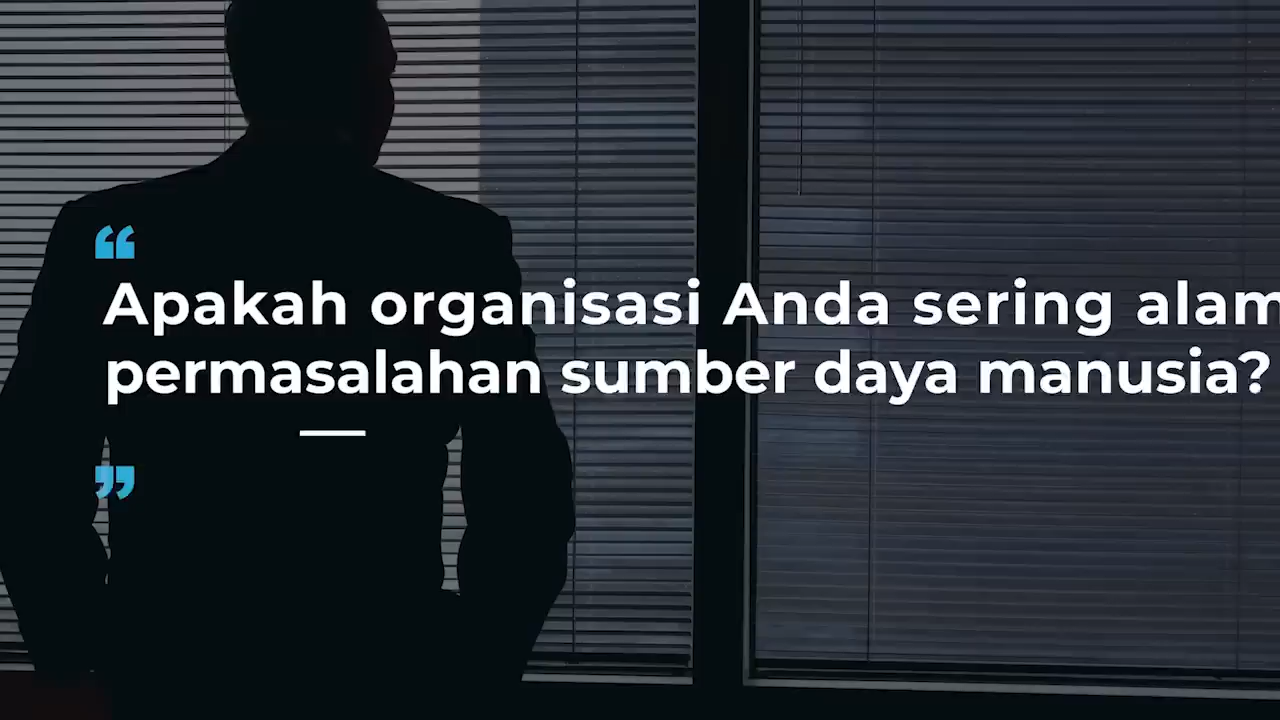 “
Apakah organisasi Anda sering alam
permasalahan sumber daya manusia?
”